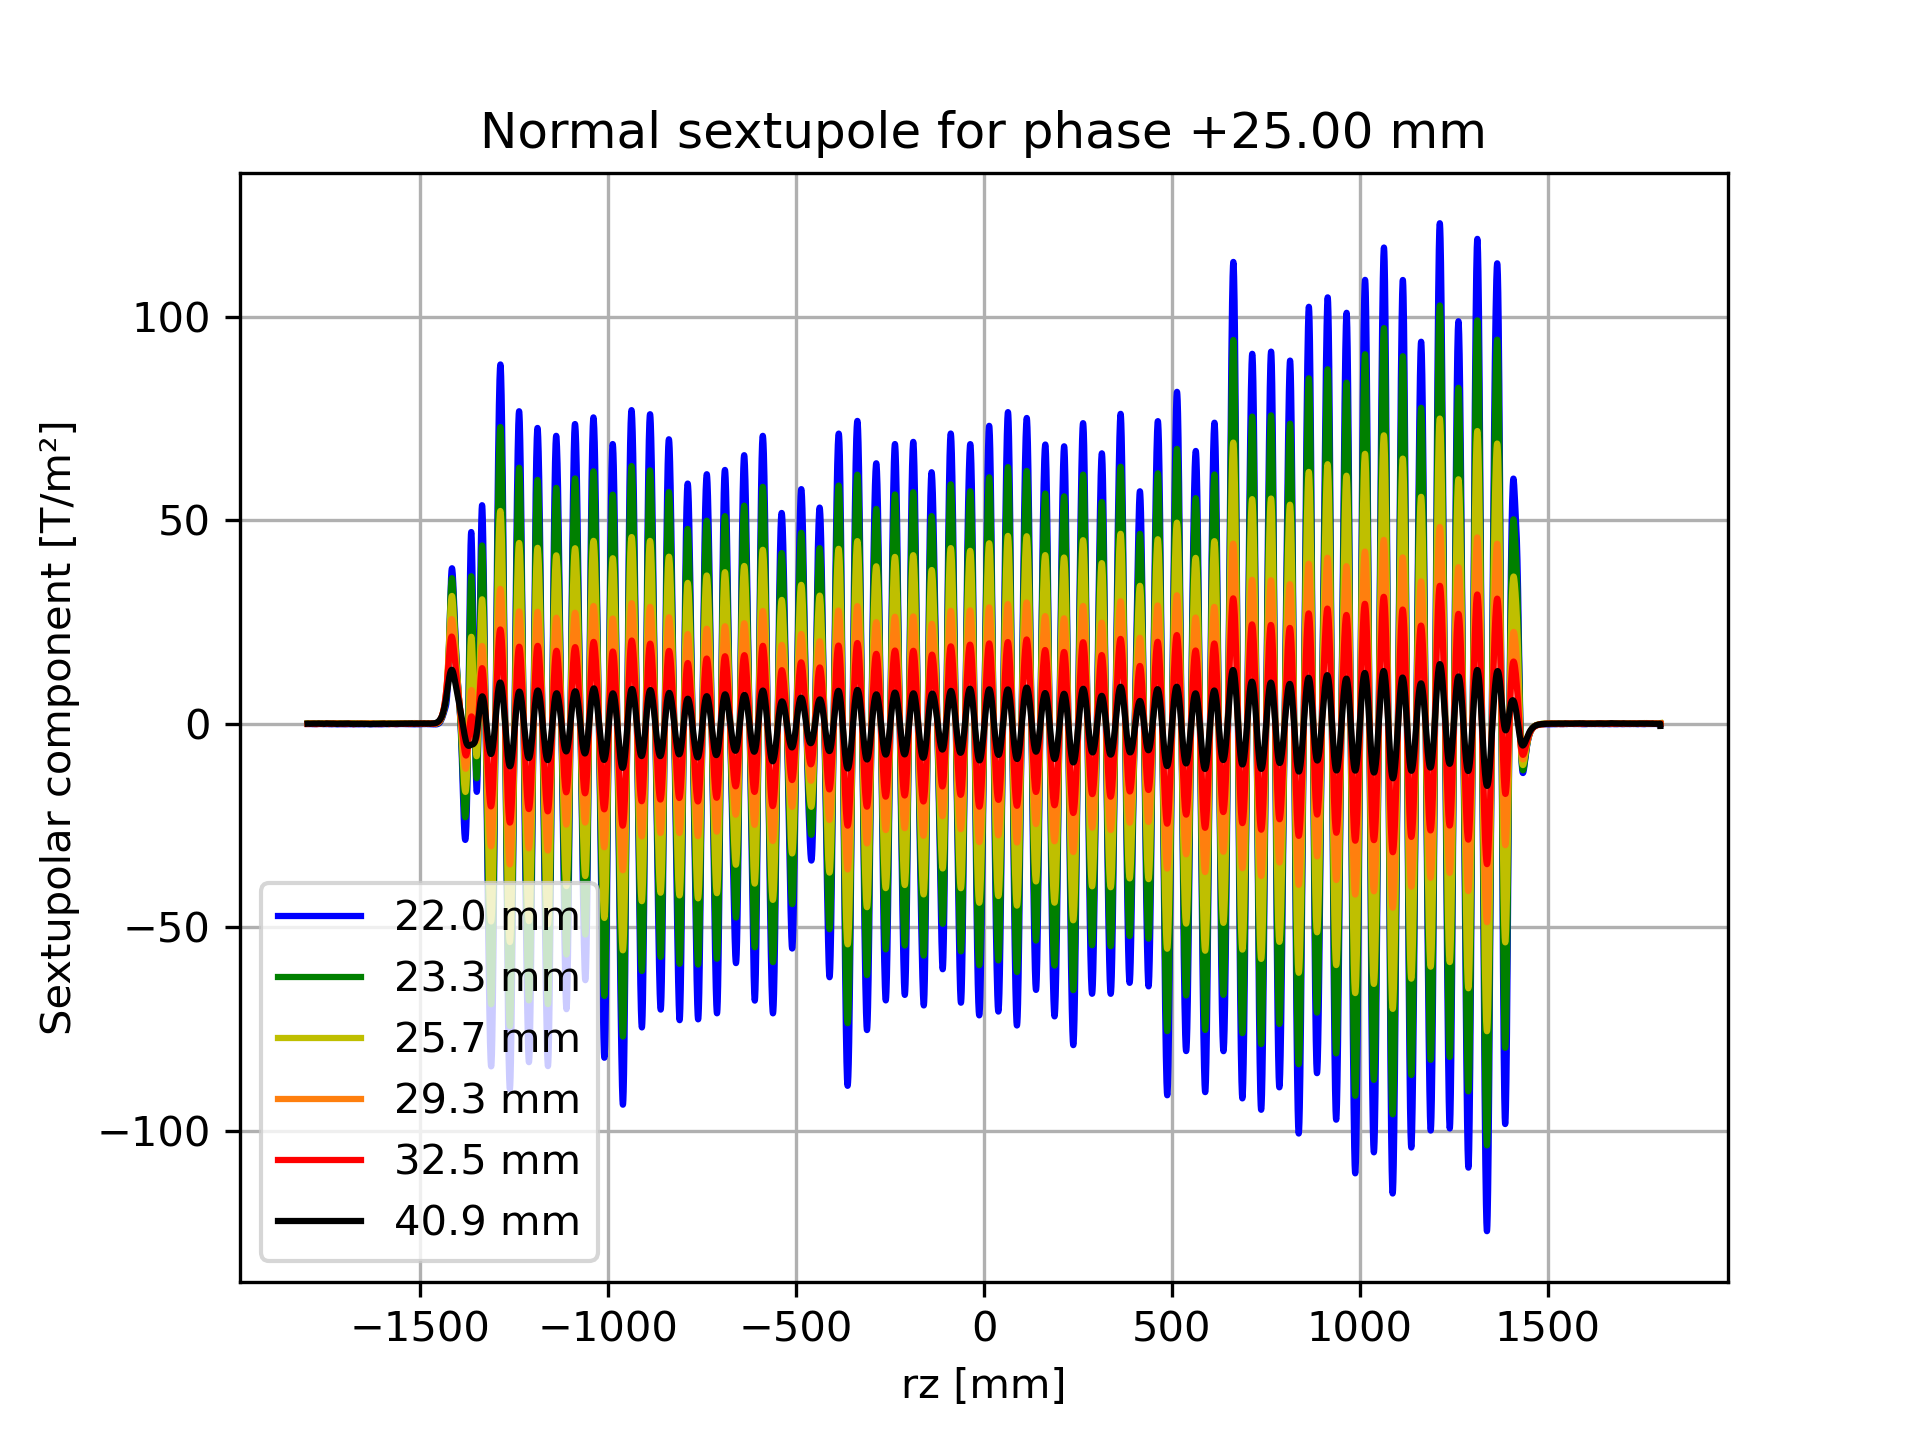 Normal sextupole for phase +25.00 mm
Sextupolar component [T/m²]
100
50
0
−50
−100
22.0 mm
23.3 mm
25.7 mm
29.3 mm
32.5 mm
40.9 mm
−1500 −1000 −500 0 500 1000 1500
rz [mm]